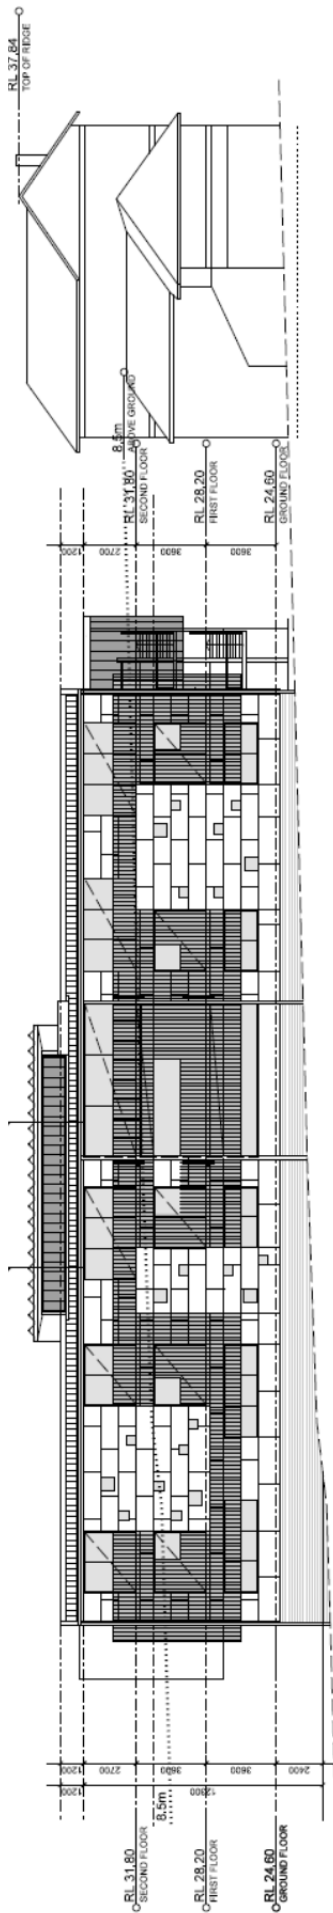 RL 37.84
TOP OF RIDGE
8.5m
ABOVE GROUND
RL 31,80
SECOND FLOOR
RL 28,20
FIRST FLOOR
RL 24,60
GROUND FLOOR
1200
2700
3600
3600
1200
1200
2700
3600
3600
2400
12300
8.5m
RL 31,80
SECOND FLOOR
RL 28,20
FIRST FLOOR
RL 24,60
GROUND FLOOR